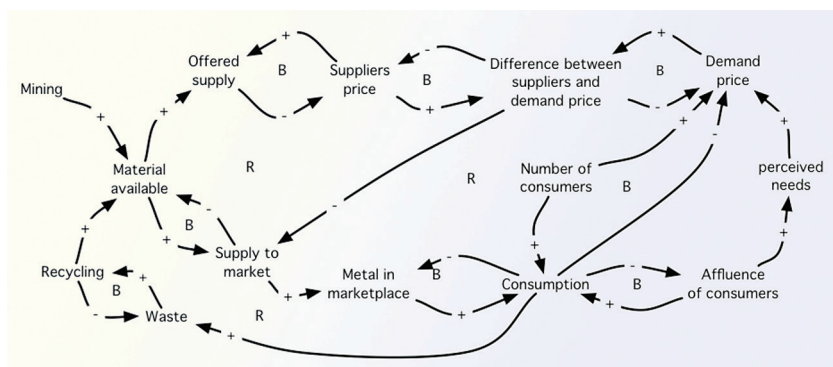 +
+
Offered
supply
B
Suppliers
price
-
B
Difference between
suppliers and
demand price
B
Demand
price
Mining
+
+
-
+
-
+
-
+
Material
available
R
R
Number of
consumers
B
perceived
needs
-
-
B
+
+
+
+
Supply to
market
Recycling
+
B
-
Waste
+
R
Metal in
marketplace
-
B
+
Consumption
-
B
+
Affluence
of consumers
+